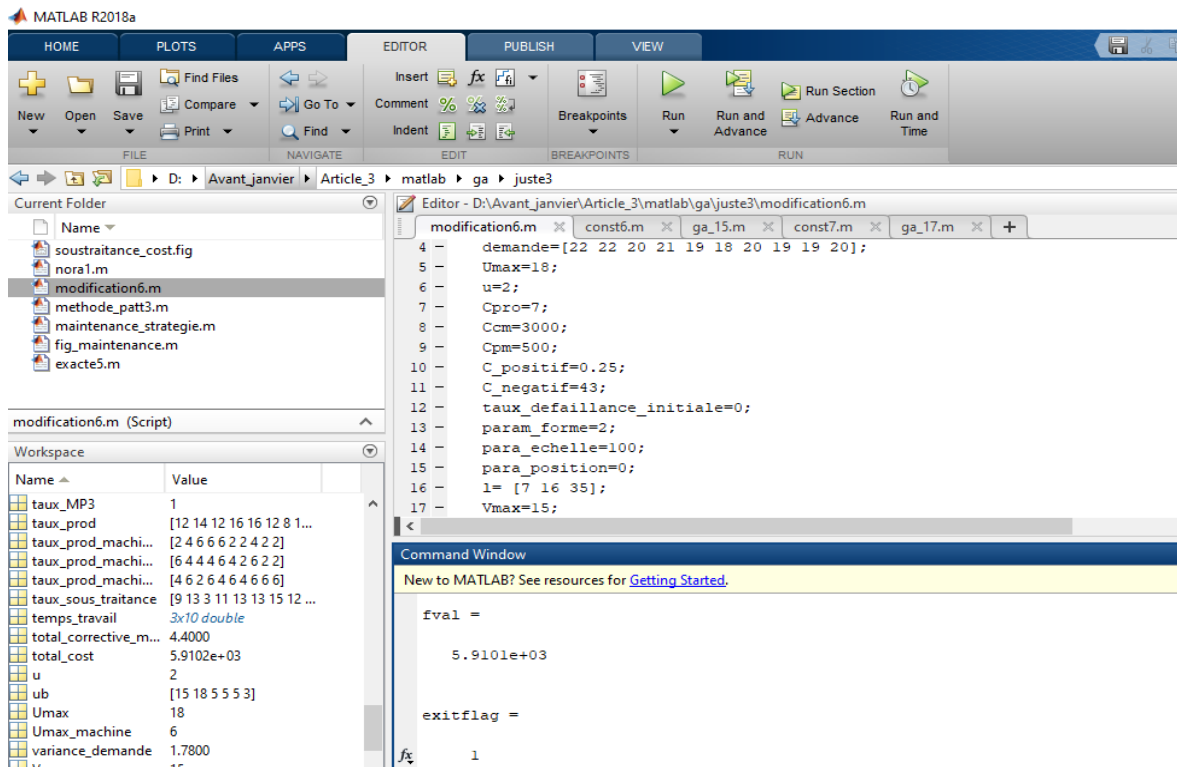 MATLAB R2018a
HOME PLOTS APPS EDITOR PUBLISH VIEW
New Open Save Find Files Compare Print
Go To Find
Insert fx fi
Comment % 
Indent
Breakpoints Run Run and Advance Run Section Advance Run and Time
FILE NAVIGATE EDIT BREAKPOINTS RUN
D: Avant_janvier Article_3 matlab ga juste3
Current Folder
Name
soustraitance_cost.fig
nora1.m
modification6.m
methode_patt3.m
maintenance_strategie.m
fig_maintenance.m
exacte5.m
modification6.m (Script)
Workspace
Name Value
taux_MP3 1
taux_prod [12 14 12 16 16 12 8 1...
taux_prod_machi... [2 4 6 6 6 2 2 4 2 2]
taux_prod_machi... [6 4 4 4 6 4 2 6 2 2]
taux_prod_machi... [4 6 2 6 4 6 4 6 6 6]
taux_sous_traitance [9 13 3 11 13 13 15 12 ...
temps_travail 3x10 double
total_corrective_m... 4.4000
total_cost 5.9102e+03
u 2
ub [15 18 5 5 5 3]
Umax 18
Umax_machine 6
variance_demande 1.7800
Editor - D:\Avant_janvier\Article_3\matlab\ga\juste3\modification6.m
modification6.m const6.m ga_15.m const7.m ga_17.m +
4 - demande=[22 22 20 21 19 18 20 19 19 20];
5 - Umax=18;
6 - u=2;
7 - Cpro=7;
8 - Ccm=3000;
9 - Cpm=500;
10 - C_positif=0.25;
11 - C_negatif=43;
12 - taux_defaillance_initiale=0;
13 - param_forme=2;
14 - para_echelle=100;
15 - para_position=0;
16 - l= [7 16 35];
17 - Vmax=15;
Command Window
New to MATLAB? See resources for Getting Started.
fval =
5.9101e+03
exitflag =
fx 1